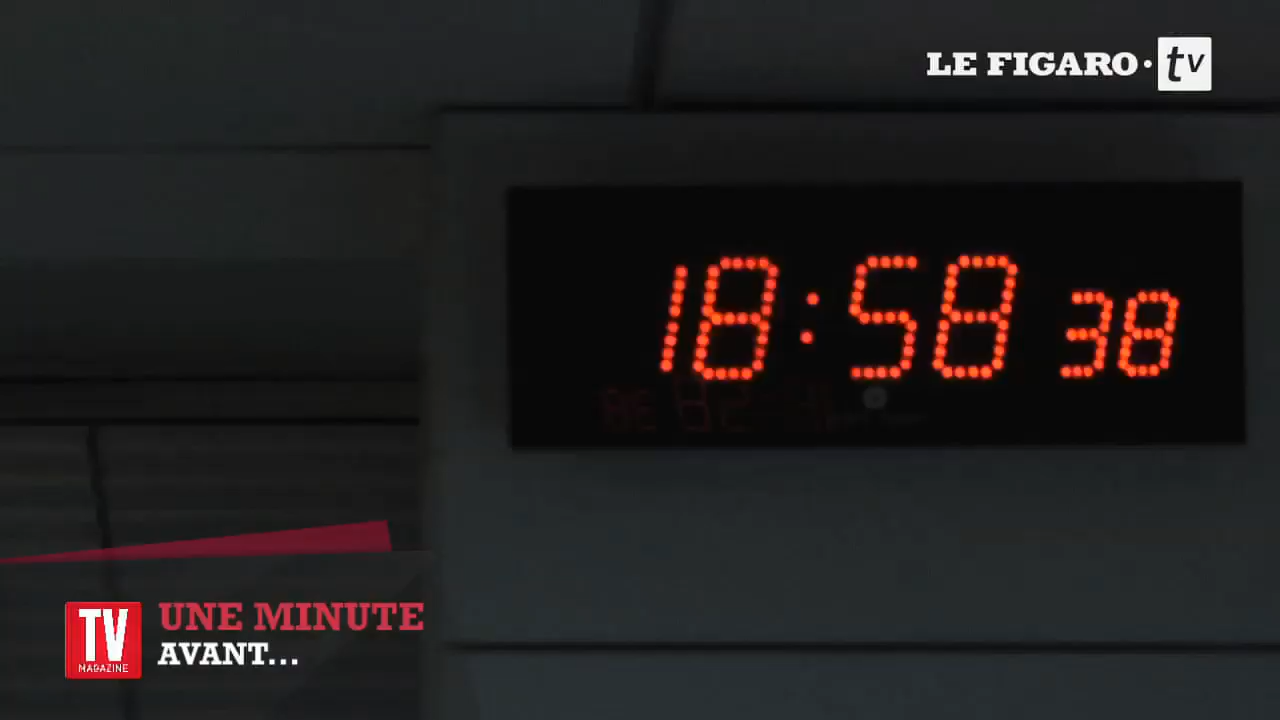 LE FIGARO · tv
18:58 38
TV
MAGAZINE
UNE MINUTE
AVANT...